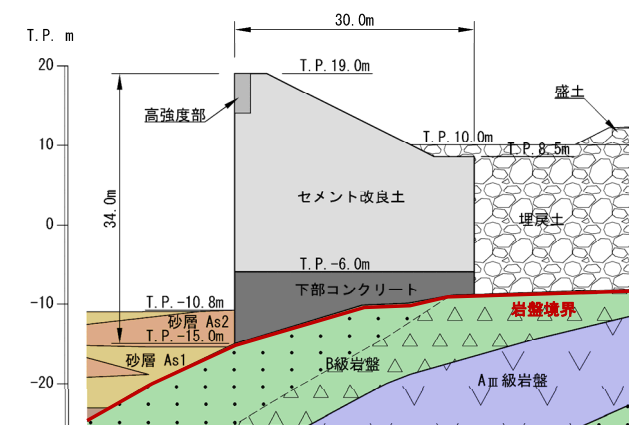 30.0m
T.P. m
20
T.P.19.0m
盛土
高強度部
10
T.P.10.0m
T.P.8.5m
34.0m
セメント改良土
埋戻土
0
T.P.-6.0m
下部コンクリート
-10
T.P.-10.8m
岩盤境界
砂層 As2
T.P.-15.0m
砂層 As1
B級岩盤
AⅢ級岩盤
-20